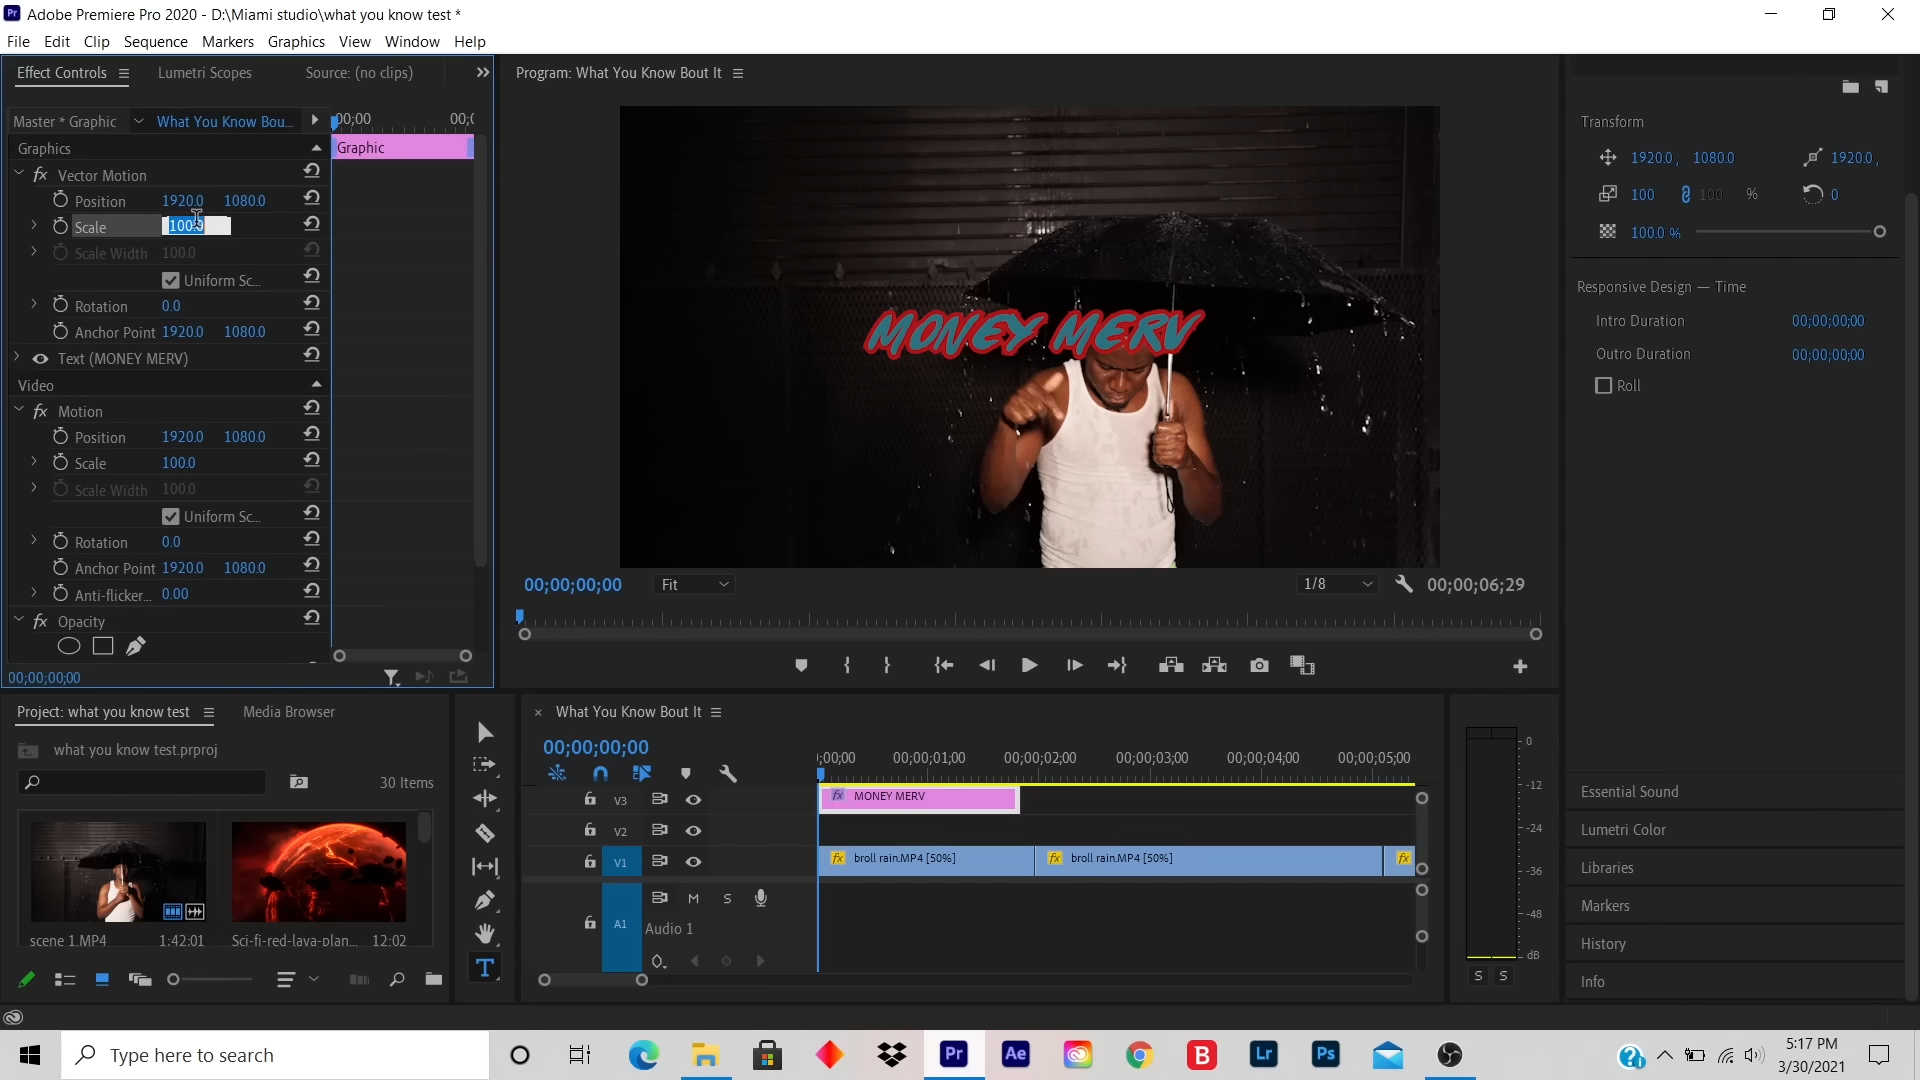 Adobe Premiere Pro 2020 - D:\Miami studio\what you know test *
File Edit Clip Sequence Markers Graphics View Window Help
Effect Controls Lumetri Scopes Source: (no clips)
Program: What You Know Bout It
Master * Graphic What You Know Bou... 00;00
Graphics
Graphic
Vector Motion
Position 1920.0 1080.0
Scale 100.0
Scale Width 100.0
Uniform Sc...
Rotation 0.0
Anchor Point 1920.0 1080.0
Text (MONEY MERV)
Video
Motion
Position 1920.0 1080.0
Scale 100.0
Scale Width 100.0
Uniform Sc...
Rotation 0.0
Anchor Point 1920.0 1080.0
Anti-flicker... 0.00
Opacity
00;00;00;00
MONEY MERV
00;00;00;00 Fit 1/8 00;00;06;29
Transform
1920.0 , 1080.0 1920.0 ,
100 100 % 0
100.0 %
Responsive Design — Time
Intro Duration 00;00;00;00
Outro Duration 00;00;00;00
Roll
Essential Sound
Lumetri Color
Libraries
Markers
History
Info
Project: what you know test Media Browser
what you know test.prproj
30 Items
scene 1.MP4 1:42:01
Sci-fi-red-lava-plan... 12:02
× What You Know Bout It
00;00;00;00
;00;00 00;00;01;00 00;00;02;00 00;00;03;00 00;00;04;00 00;00;05;00
V3 fx MONEY MERV
V2
V1 fx broll rain.MP4 [50%] fx broll rain.MP4 [50%] fx
M S
A1 Audio 1
0
-12
-24
-36
-48
dB
S S
Type here to search
Pr Ae B Lr Ps
5:17 PM
3/30/2021